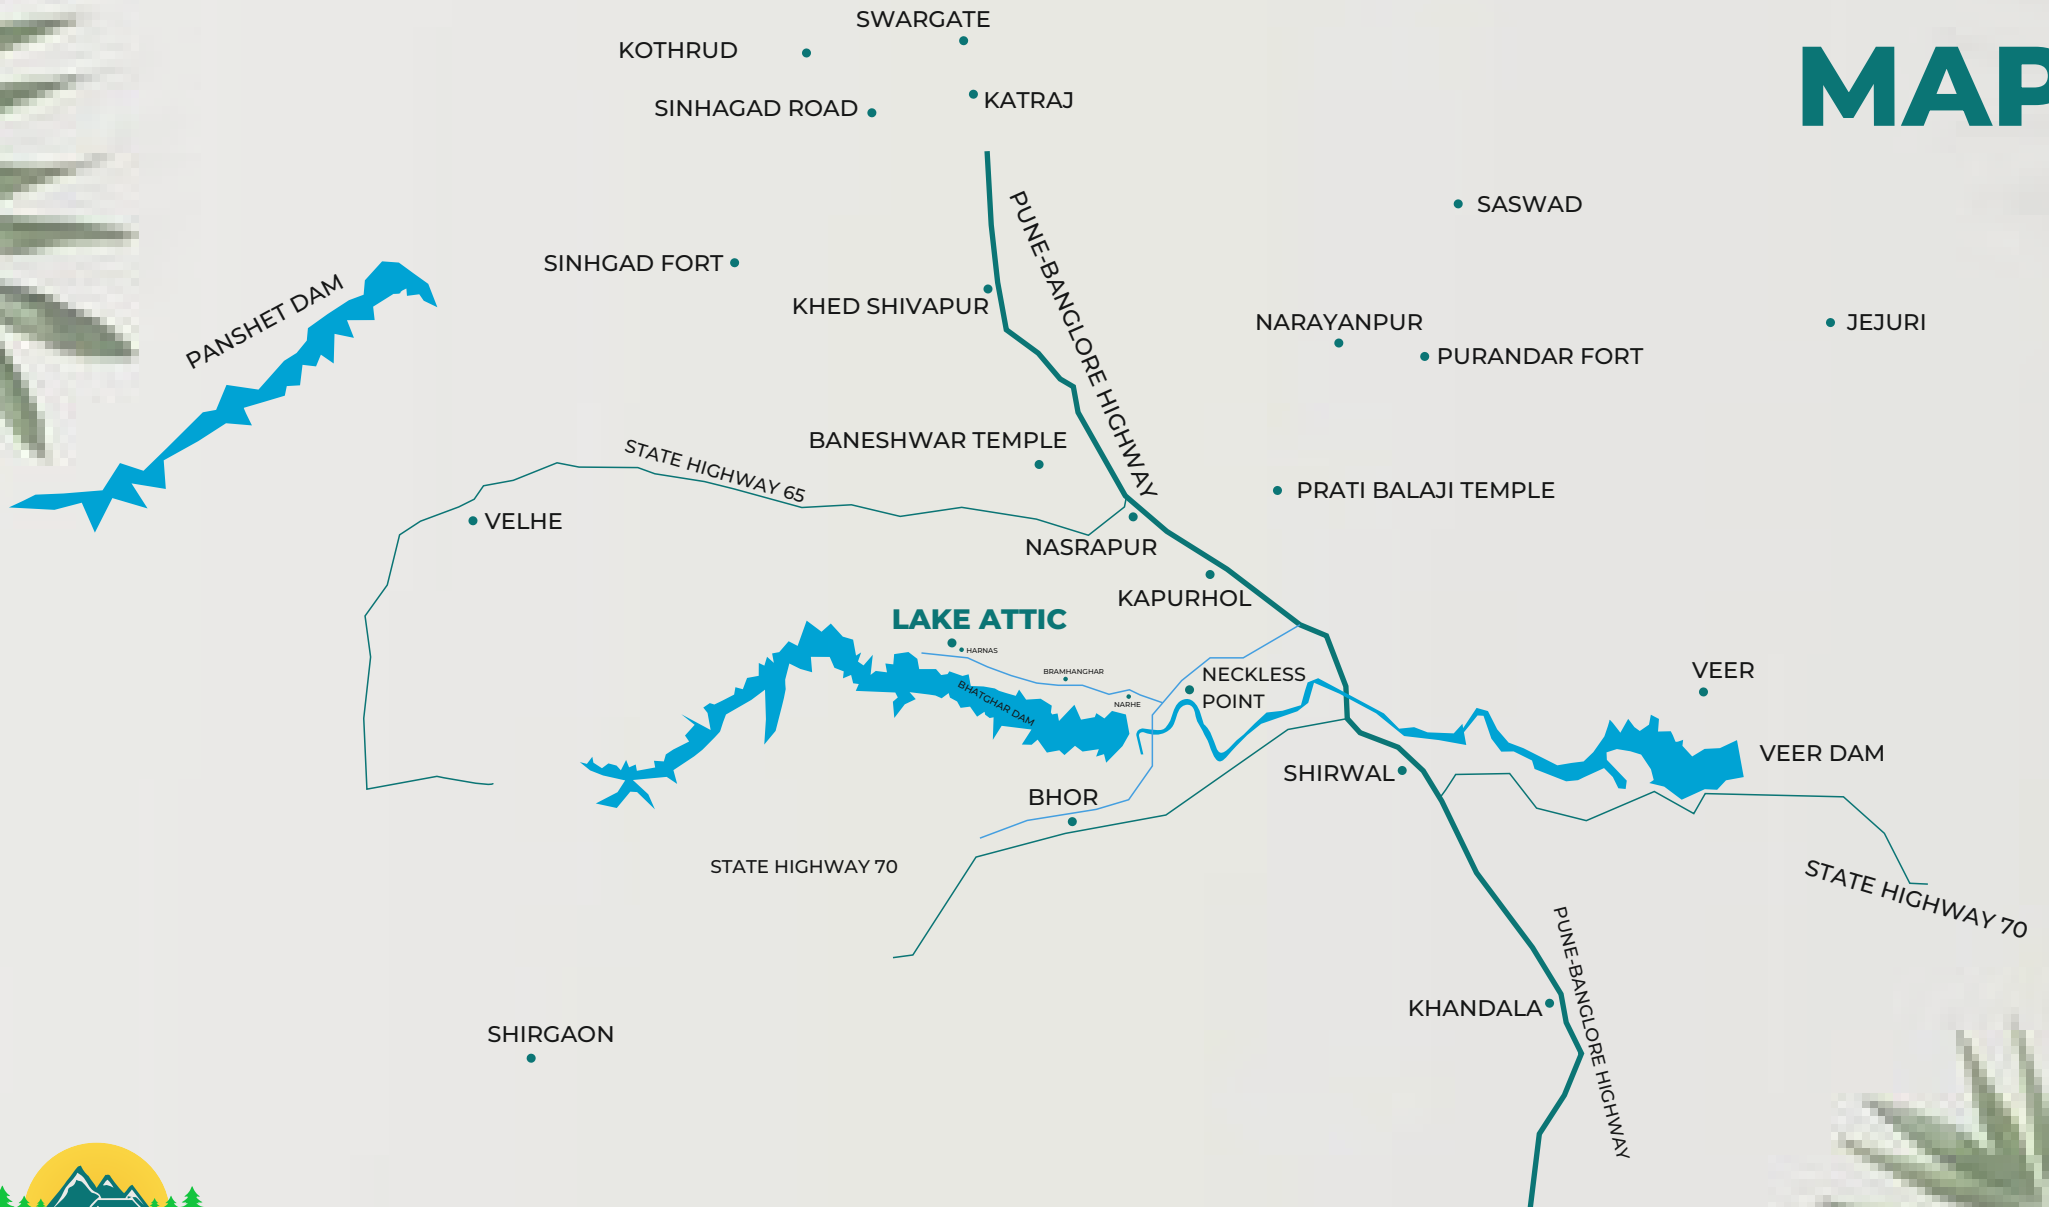 SWARGATE
KOTHRUD
MAP
SINHAGAD ROAD
KATRAJ
PUNE-BANGLORE HIGHWAY
SASWAD
SINHGAD FORT
PANSHET DAM
KHED SHIVAPUR
NARAYANPUR
JEJURI
PURANDAR FORT
BANESHWAR TEMPLE
STATE HIGHWAY 65
PRATI BALAJI TEMPLE
VELHE
NASRAPUR
KAPURHOL
LAKE ATTIC
HARNAS
BRAMHANGHAR
NECKLESS
POINT
VEER
BHATGHAR DAM
NARHE
VEER DAM
SHIRWAL
BHOR
STATE HIGHWAY 70
STATE HIGHWAY 70
PUNE-BANGLORE HIGHWAY
KHANDALA
SHIRGAON